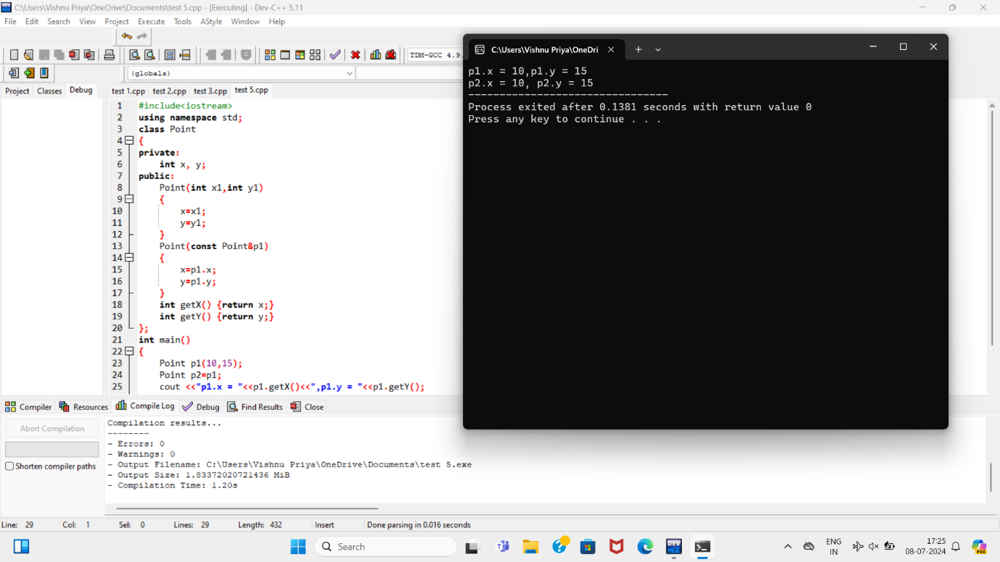 C:\Users\Vishnu Priya\OneDrive\Documents\test 5.cpp - [Executing] - Dev-C++ 5.11
File Edit Search View Project Execute Tools AStyle Window Help
TDM-GCC 4.9.
(globals)
Project Classes Debug
test 1.cpp test 2.cpp test 3.cpp test 5.cpp
1 #include<iostream>
2 using namespace std;
3 class Point
4 {
5 private:
6 int x, y;
7 public:
8 Point(int x1,int y1)
9 {
10 x=x1;
11 y=y1;
12 }
13 Point(const Point&p1)
14 {
15 x=p1.x;
16 y=p1.y;
17 }
18 int getX() {return x;}
19 int getY() {return y;}
20 };
21 int main()
22 {
23 Point p1(10,15);
24 Point p2=p1;
25 cout <<"p1.x = "<<p1.getX()<<",p1.y = "<<p1.getY();
C:\Users\Vishnu Priya\OneDri
p1.x = 10,p1.y = 15
p2.x = 10, p2.y = 15
--------------------------------
Process exited after 0.1381 seconds with return value 0
Press any key to continue . . .
Compiler Resources Compile Log Debug Find Results Close
Abort Compilation
Shorten compiler paths
Compilation results...
--------
- Errors: 0
- Warnings: 0
- Output Filename: C:\Users\Vishnu Priya\OneDrive\Documents\test 5.exe
- Output Size: 1.83372020721436 MiB
- Compilation Time: 1.20s
Line: 29 Col: 1 Sel: 0 Lines: 29 Length: 432 Insert Done parsing in 0.016 seconds
Search
DEV
ENG
IN
17:25
08-07-2024
PRE